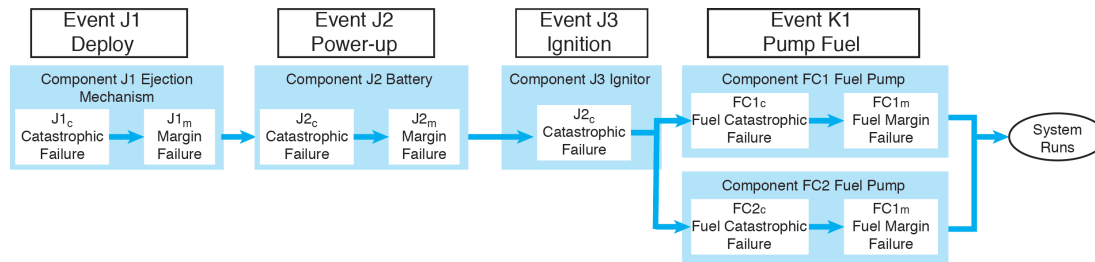 Event J1
Deploy
Event J2
Power-up
Event J3
Ignition
Event K1
Pump Fuel
Component J1 Ejection
Mechanism
J1c
Catastrophic
Failure
J1m
Margin
Failure
Component J2 Battery
J2c
Catastrophic
Failure
J2m
Margin
Failure
Component J3 Ignitor
J2c
Catastrophic
Failure
Component FC1 Fuel Pump
FC1c
Fuel Catastrophic
Failure
FC1m
Fuel Margin
Failure
Component FC2 Fuel Pump
FC2c
Fuel Catastrophic
Failure
FC1m
Fuel Margin
Failure
System
Runs